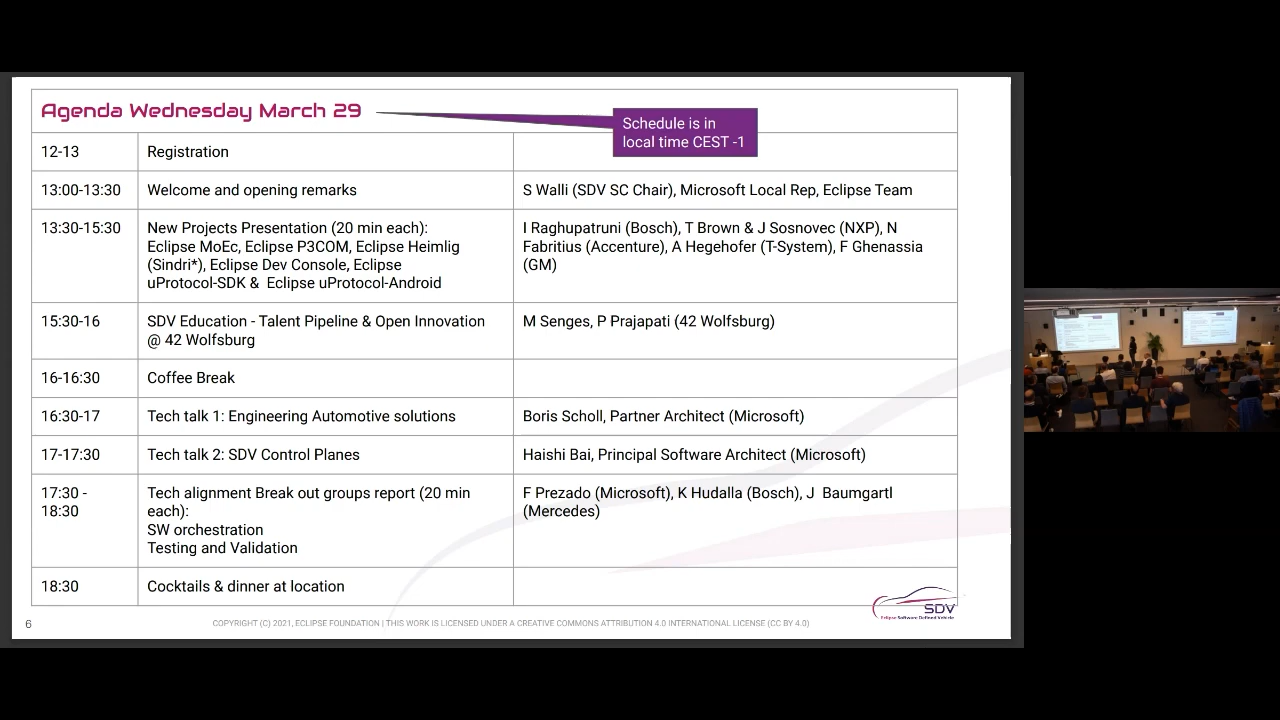 Agenda Wednesday March 29
Schedule is in
local time CEST -1
12-13
Registration
13:00-13:30
Welcome and opening remarks
S Walli (SDV SC Chair), Microsoft Local Rep, Eclipse Team
13:30-15:30
New Projects Presentation (20 min each):
Eclipse MoEc, Eclipse P3COM, Eclipse Heimlig
(Sindri*), Eclipse Dev Console, Eclipse
uProtocol-SDK & Eclipse uProtocol-Android
I Raghupatruni (Bosch), T Brown & J Sosnovec (NXP), N
Fabritius (Accenture), A Hegehofer (T-System), F Ghenassia
(GM)
15:30-16
SDV Education - Talent Pipeline & Open Innovation
@ 42 Wolfsburg
M Senges, P Prajapati (42 Wolfsburg)
16-16:30
Coffee Break
16:30-17
Tech talk 1: Engineering Automotive solutions
Boris Scholl, Partner Architect (Microsoft)
17-17:30
Tech talk 2: SDV Control Planes
Haishi Bai, Principal Software Architect (Microsoft)
17:30 -
18:30
Tech alignment Break out groups report (20 min
each):
SW orchestration
Testing and Validation
F Prezado (Microsoft), K Hudalla (Bosch), J Baumgartl
(Mercedes)
18:30
Cocktails & dinner at location
SDV
Eclipse Software Defined Vehicle
6
COPYRIGHT (C) 2021, ECLIPSE FOUNDATION | THIS WORK IS LICENSED UNDER A CREATIVE COMMONS ATTRIBUTION 4.0 INTERNATIONAL LICENSE (CC BY 4.0)